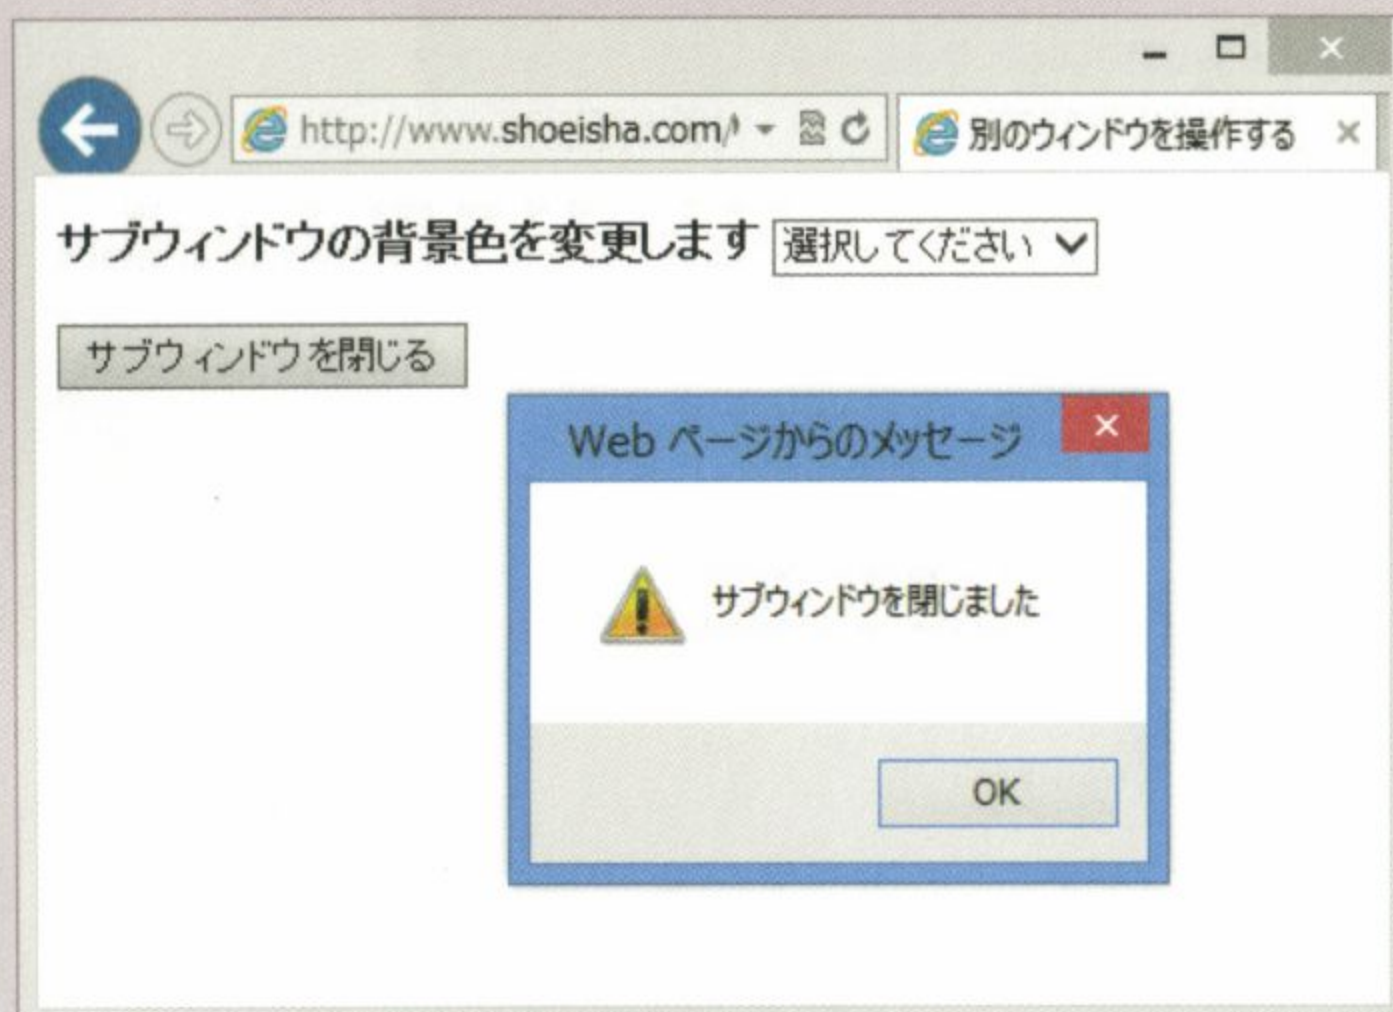 http://www.shoeisha.com/
別のウィンドウを操作する
サブウィンドウの背景色を変更します 選択してください
サブウィンドウを閉じる
Web ページからのメッセージ
サブウィンドウを閉じました
OK